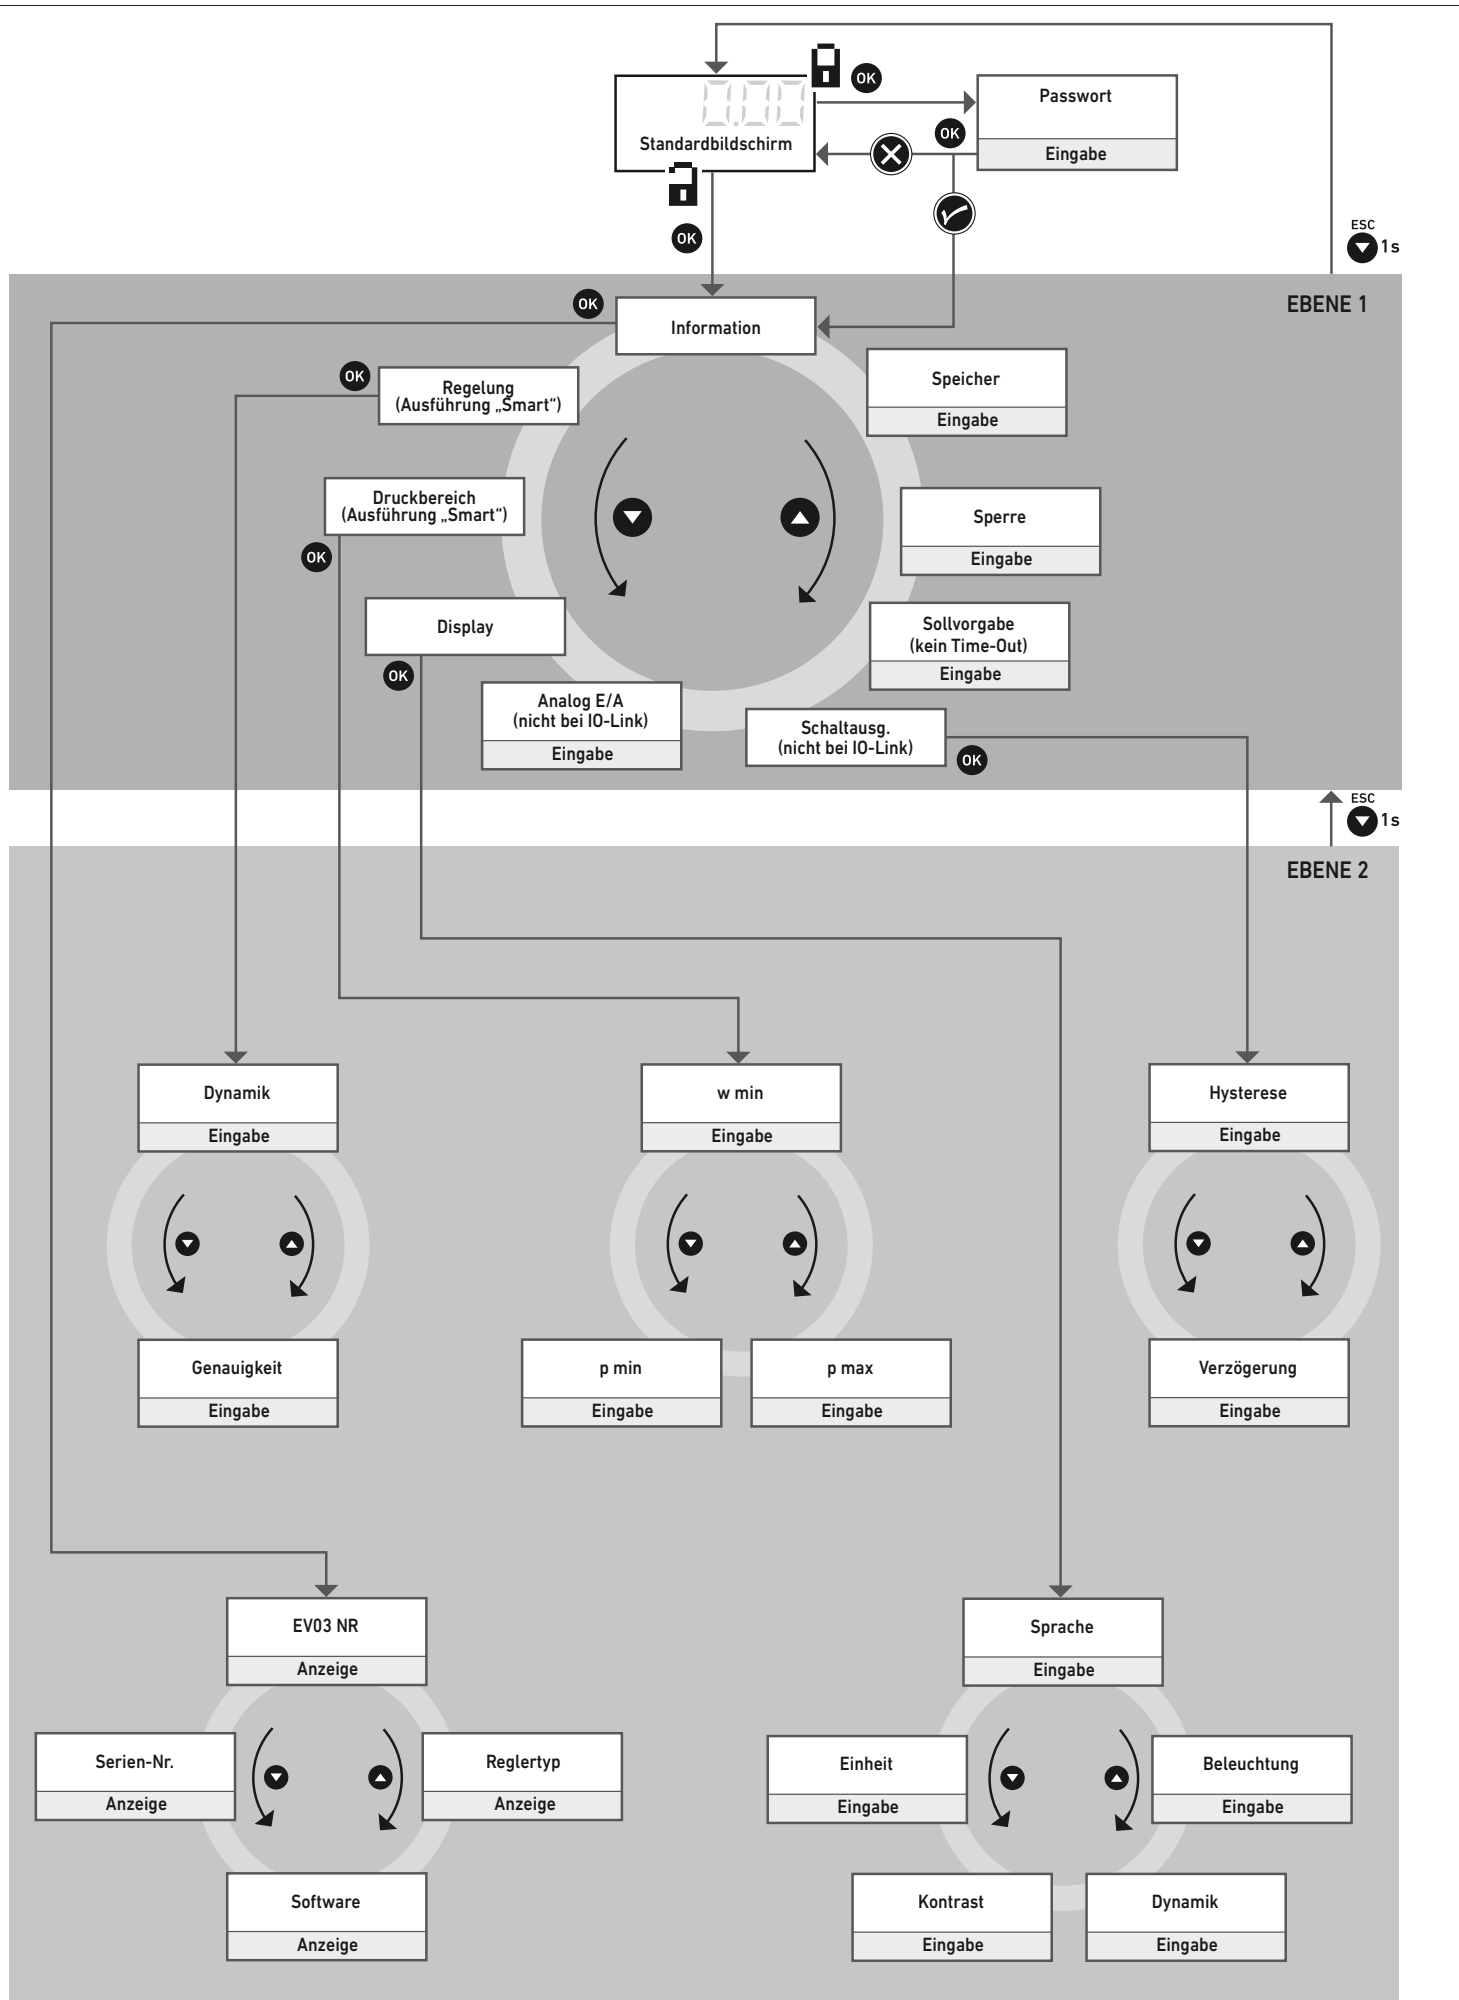 0.00
OK
Passwort
OK
Standardbildschirm
Eingabe
ESC
1s
OK
EBENE 1
OK
Information
Speicher
Eingabe
OK
Regelung
(Ausführung „Smart“)
Druckbereich
(Ausführung „Smart“)
OK
Sperre
Eingabe
Display
OK
Sollvorgabe
(kein Time-Out)
Eingabe
Analog E/A
(nicht bei IO-Link)
Eingabe
Schaltausg.
(nicht bei IO-Link)
OK
ESC
1s
EBENE 2
Dynamik
Eingabe
w min
Eingabe
Hysterese
Eingabe
Genauigkeit
Eingabe
p min
Eingabe
p max
Eingabe
Verzögerung
Eingabe
EV03 NR
Anzeige
Sprache
Eingabe
Serien-Nr.
Anzeige
Reglertyp
Anzeige
Einheit
Eingabe
Beleuchtung
Eingabe
Software
Anzeige
Kontrast
Eingabe
Dynamik
Eingabe